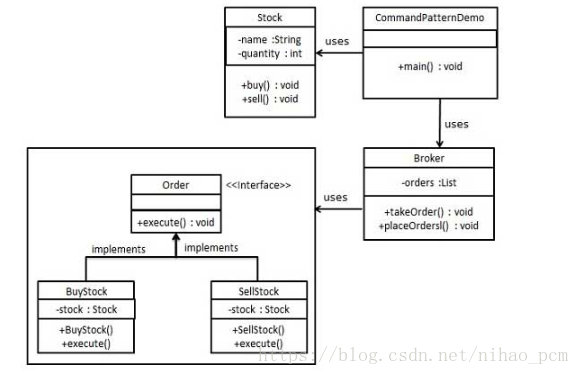 Stock
-name :String
-quantity : int
+buy() : void
+sell() : void
uses
CommandPatternDemo
+main() : void
uses
Broker
-orders :List
+takeOrder() : void
+placeOrdersl() : void
uses
Order
<<Interface>>
+execute() : void
implements
implements
BuyStock
-stock : Stock
+BuyStock()
+execute()
SellStock
-stock : Stock
+SellStock()
+execute()
https://blog.csdn.net/nihao_pcm